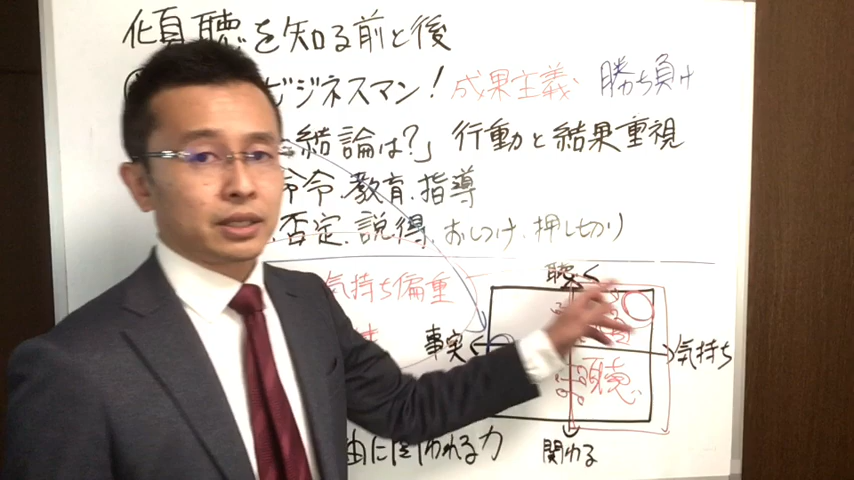 傾聴を知る前と後
ビジネスマン！ 成果主義 勝ち負け
結論は？」 行動と結果重視
命令、教育、指導
否定、説得、おしつけ、押し切り
気持ち偏重
聴く
事実
気持ち
傾聴
に関われる力
関わる